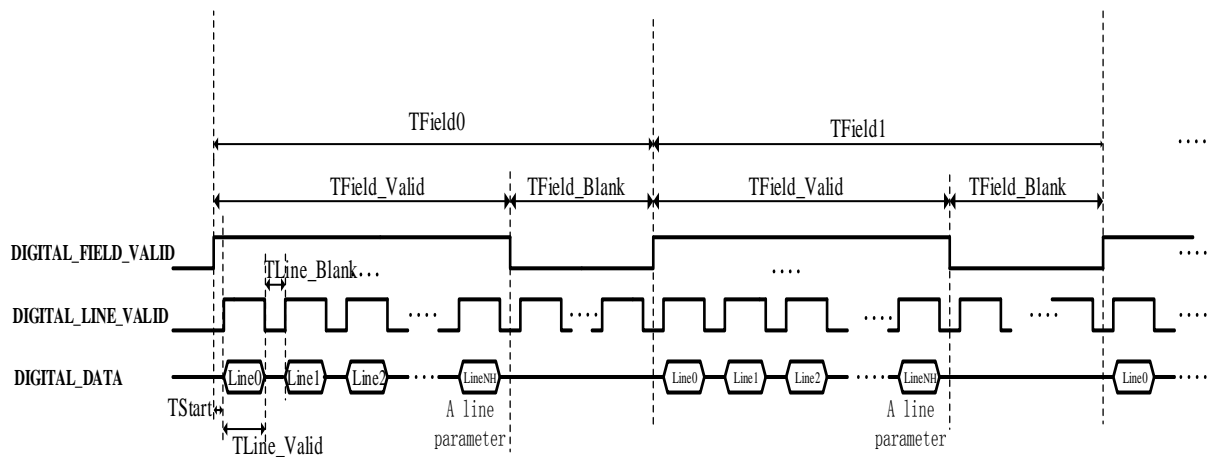 TField0
TField1
....
TField_Valid
TField_Blank
TField_Valid
TField_Blank
DIGITAL_FIELD_VALID
TLine_Blank
....
....
....
DIGITAL_LINE_VALID
.....
.....
.....
.....
....
DIGITAL_DATA
Line0
Line1
Line2
.....
LineNH
Line0
Line1
Line2
.....
LineNH
Line0
....
TStart
A line
parameter
A line
parameter
TLine_Valid